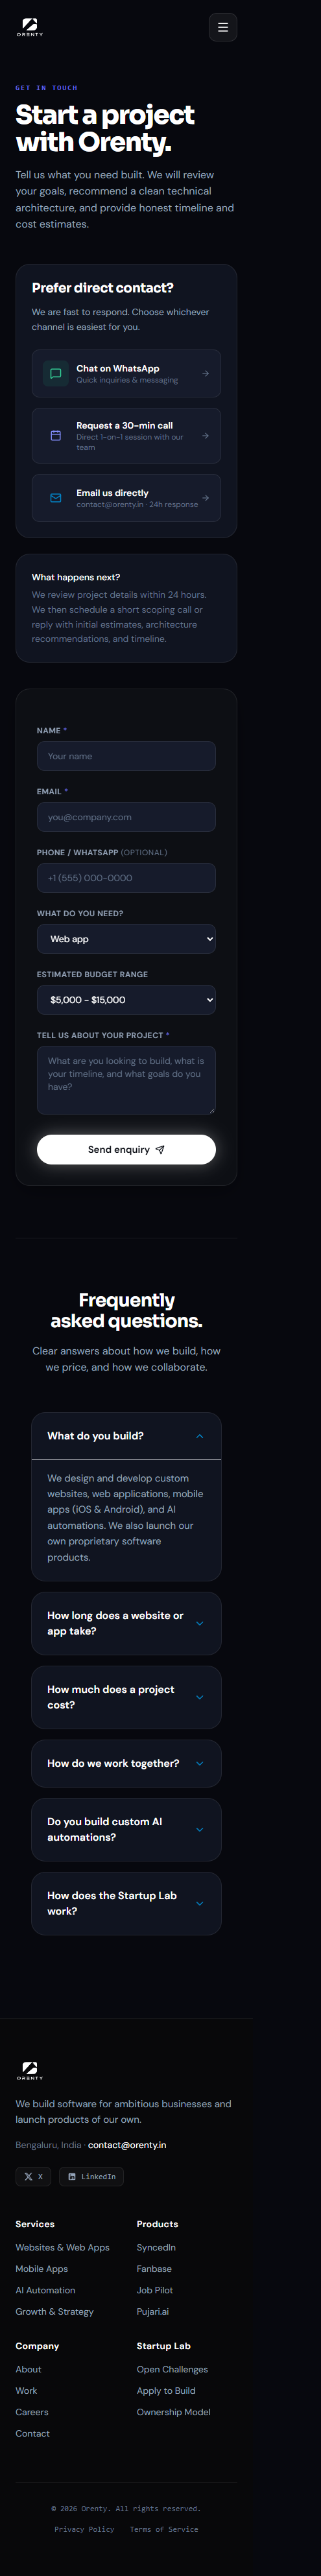 ORENTY
GET IN TOUCH
Start a project
with Orenty.
Tell us what you need built. We will review
your goals, recommend a clean technical
architecture, and provide honest timeline and
cost estimates.
Prefer direct contact?
We are fast to respond. Choose whichever
channel is easiest for you.
Chat on WhatsApp
Quick inquiries & messaging
Request a 30-min call
Direct 1-on-1 session with our
team
Email us directly
contact@orenty.in · 24h response
What happens next?
We review project details within 24 hours.
We then schedule a short scoping call or
reply with initial estimates, architecture
recommendations, and timeline.
NAME *
Your name
EMAIL *
you@company.com
PHONE / WHATSAPP (OPTIONAL)
+1 (555) 000-0000
WHAT DO YOU NEED?
Web app
ESTIMATED BUDGET RANGE
$5,000 - $15,000
TELL US ABOUT YOUR PROJECT *
What are you looking to build, what is
your timeline, and what goals do you
have?
Send enquiry
Frequently
asked questions.
Clear answers about how we build, how
we price, and how we collaborate.
What do you build?
We design and develop custom
websites, web applications, mobile
apps (iOS & Android), and AI
automations. We also launch our
own proprietary software
products.
How long does a website or
app take?
How much does a project
cost?
How do we work together?
Do you build custom AI
automations?
How does the Startup Lab
work?
ORENTY
We build software for ambitious businesses and
launch products of our own.
Bengaluru, India · contact@orenty.in
X LinkedIn
Services
Websites & Web Apps
Mobile Apps
AI Automation
Growth & Strategy
Products
SyncedIn
Fanbase
Job Pilot
Pujari.ai
Company
About
Work
Careers
Contact
Startup Lab
Open Challenges
Apply to Build
Ownership Model
© 2026 Orenty. All rights reserved.
Privacy Policy Terms of Service